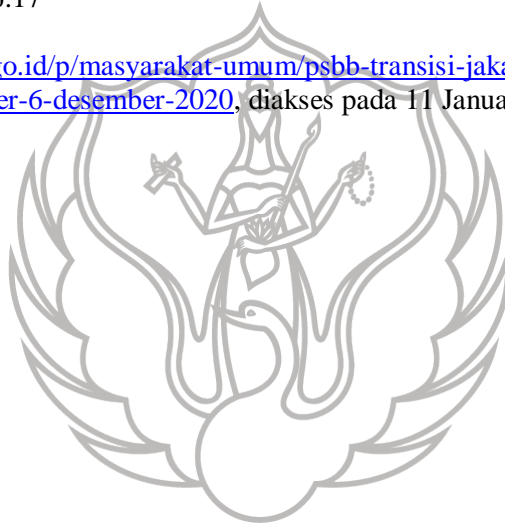 go.id/p/masyarakat-umum/psbb-transisi-jaka
er-6-desember-2020, diakses pada 11 Janua